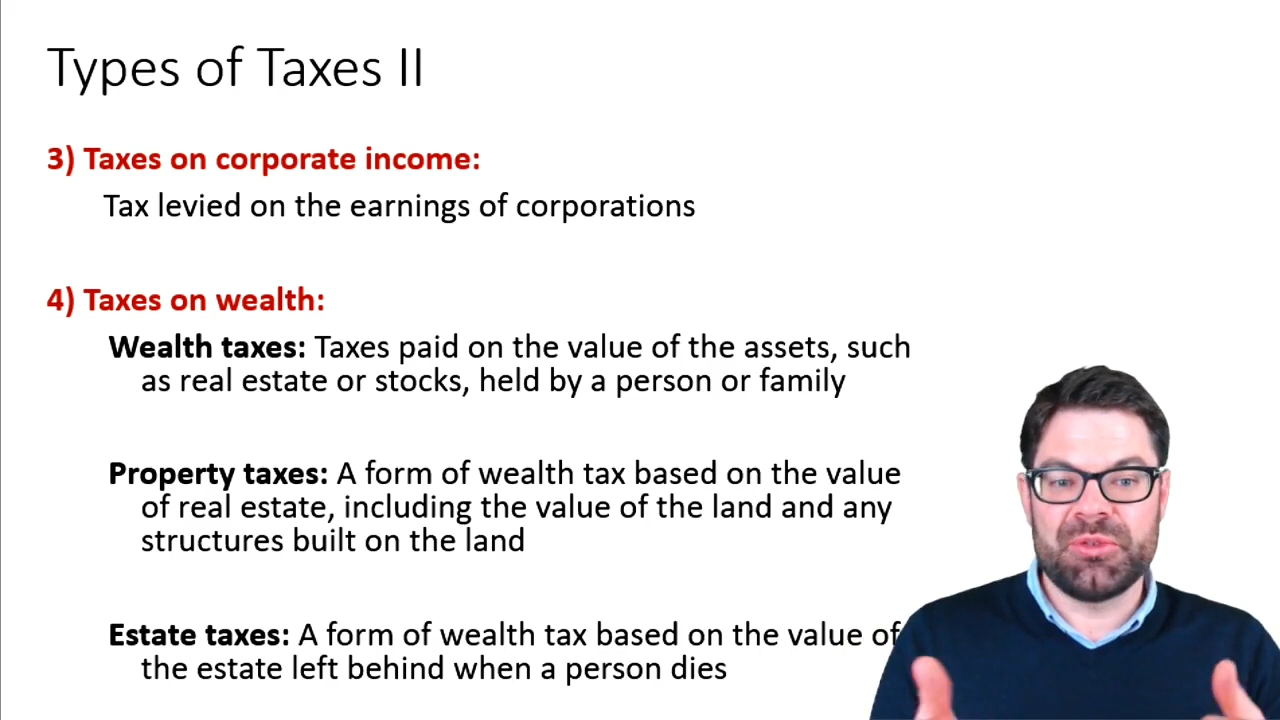 Types of Taxes II
3) Taxes on corporate income:
Tax levied on the earnings of corporations
4) Taxes on wealth:
Wealth taxes: Taxes paid on the value of the assets, such
as real estate or stocks, held by a person or family
Property taxes: A form of wealth tax based on the value
of real estate, including the value of the land and any
structures built on the land
Estate taxes: A form of wealth tax based on the value of
the estate left behind when a person dies